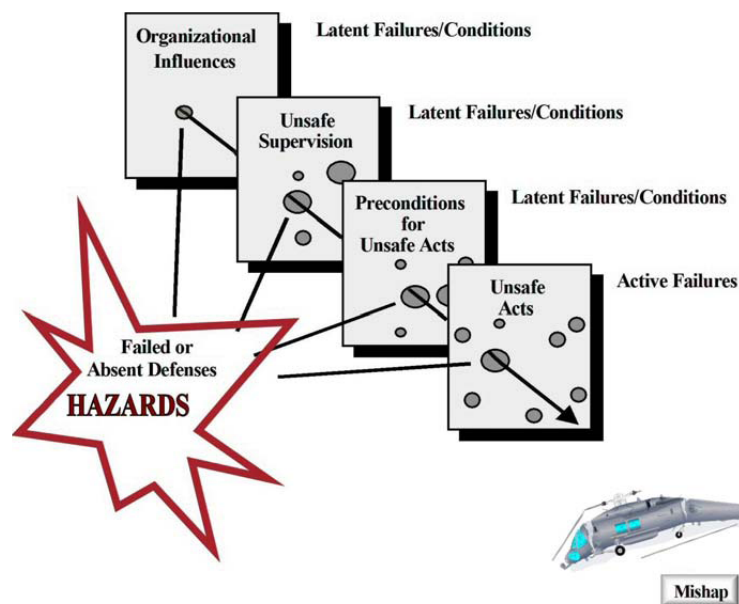 Organizational
Influences
Latent Failures/Conditions
Unsafe
Supervision
Latent Failures/Conditions
Preconditions
for
Unsafe Acts
Latent Failures/Conditions
Unsafe
Acts
Active Failures
Failed or
Absent Defenses
HAZARDS
Mishap